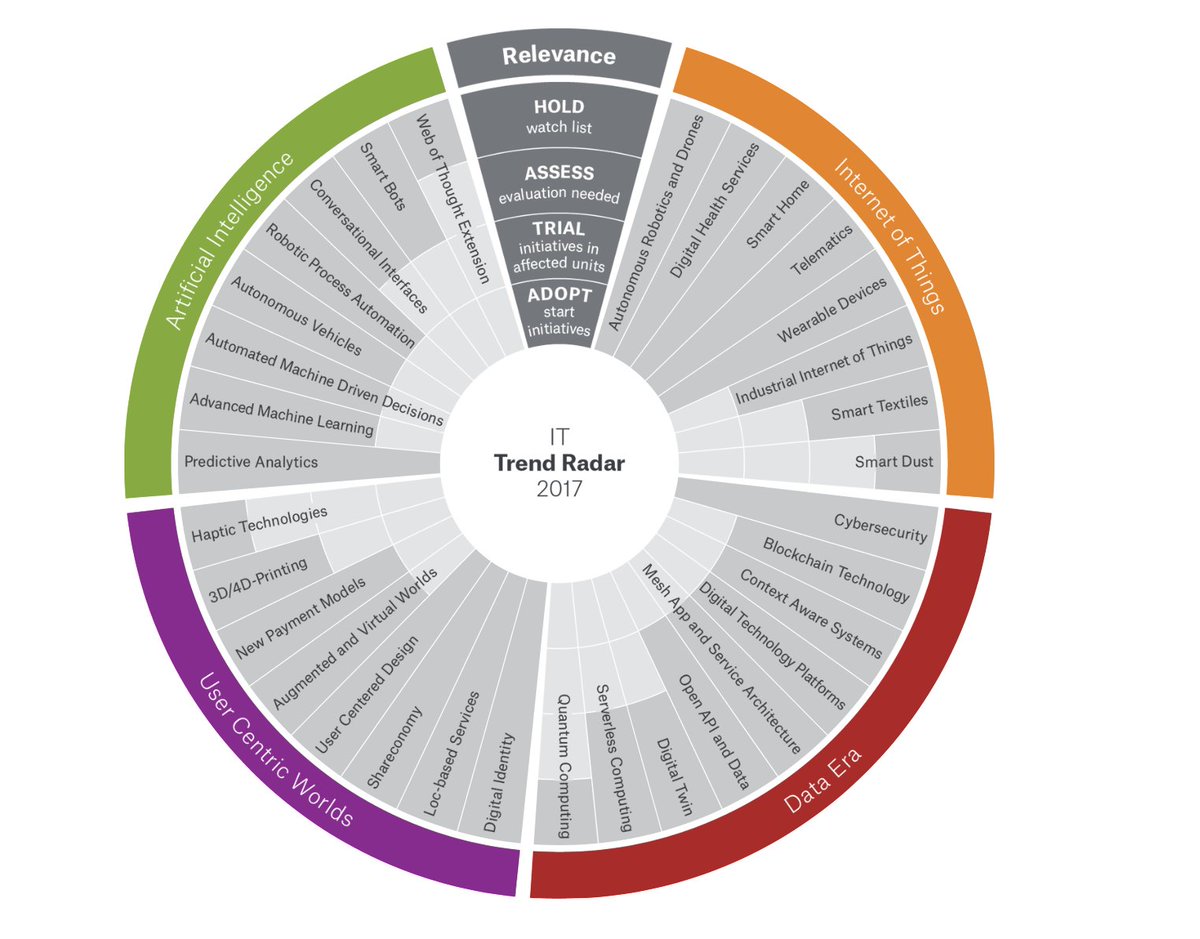 Relevance
HOLD
watch list
ASSESS
evaluation needed
TRIAL
initiatives in
affected units
ADOPT
start
initiatives
IT
Trend Radar
2017
Internet of Things
Autonomous Robotics and Drones
Digital Health Services
Smart Home
Telematics
Wearable Devices
Industrial Internet of Things
Smart Textiles
Smart Dust
Data Era
Cybersecurity
Blockchain Technology
Context Aware Systems
Digital Technology Platforms
Mesh App and Service Architecture
Open API and Data
Digital Twin
Serverless Computing
Quantum Computing
User Centric Worlds
Digital Identity
Loc-based Services
Shareconomy
User Centered Design
Augmented and Virtual Worlds
New Payment Models
3D/4D-Printing
Haptic Technologies
Artificial Intelligence
Predictive Analytics
Advanced Machine Learning
Automated Machine Driven Decisions
Autonomous Vehicles
Robotic Process Automation
Conversational Interfaces
Smart Bots
Web of Thought Extension